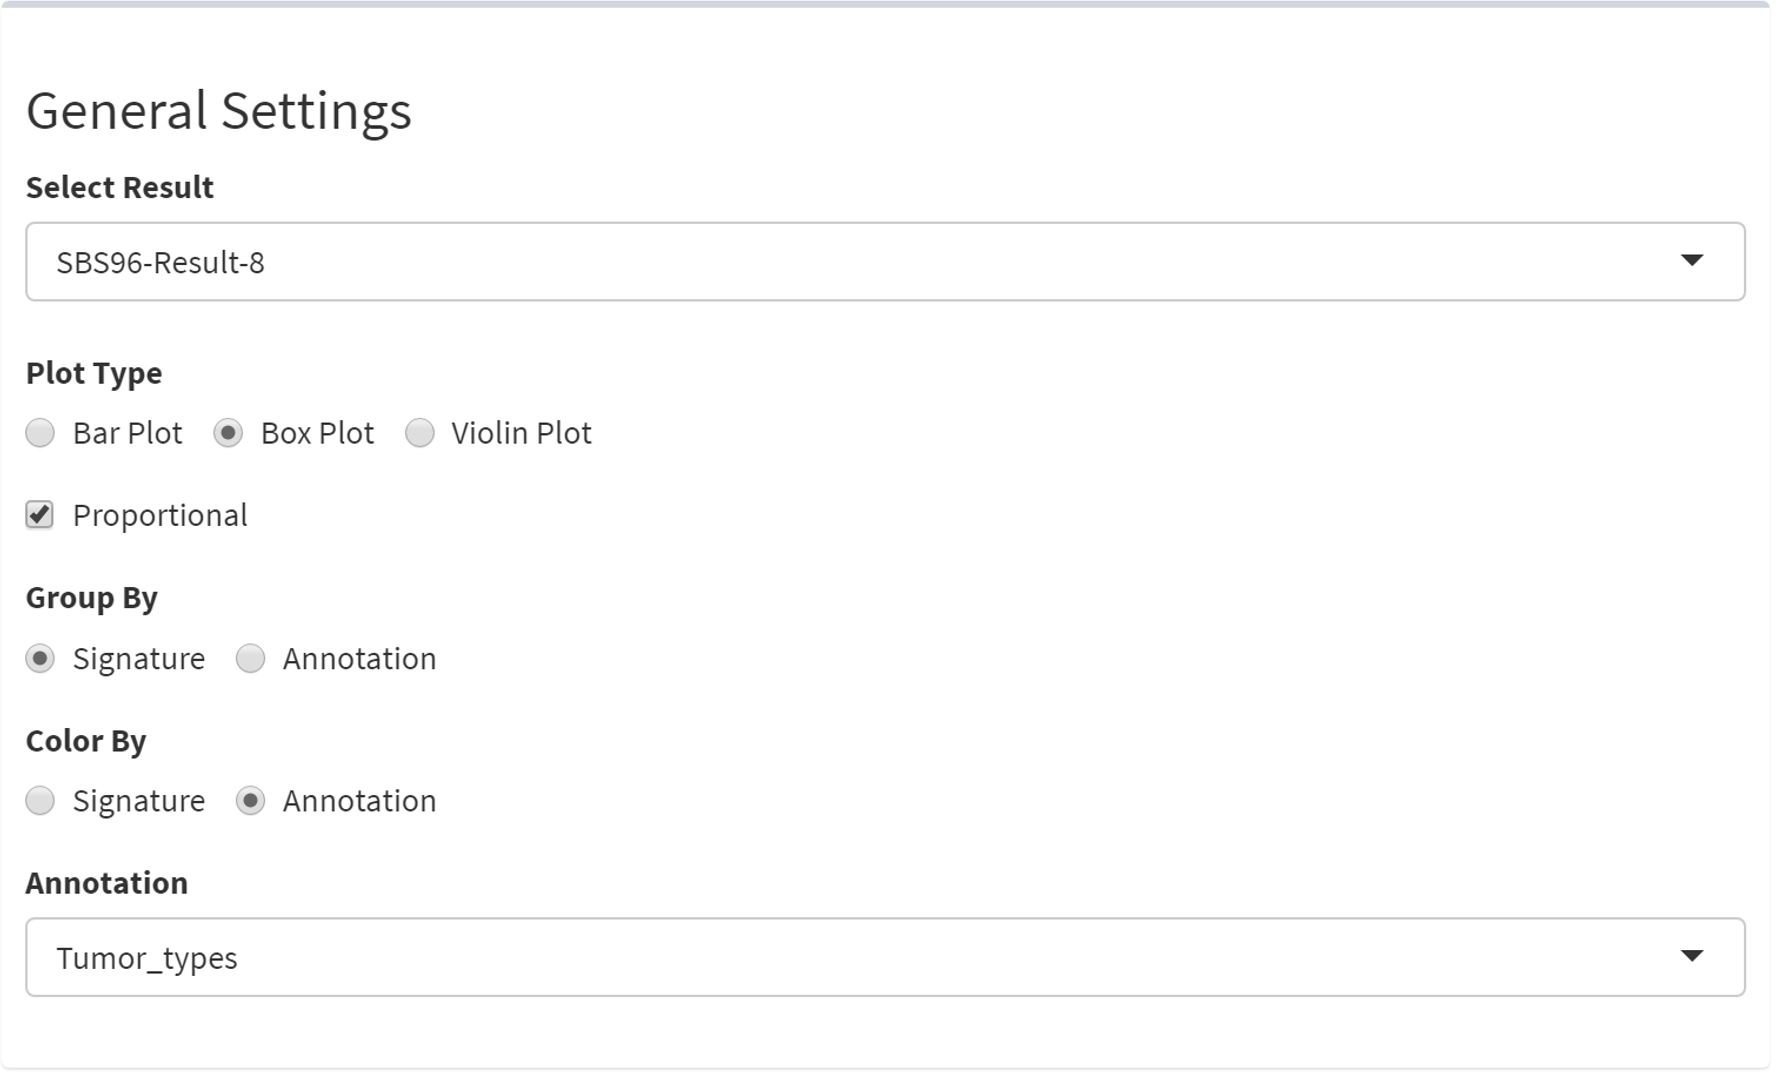 General Settings
Select Result
SBS96-Result-8
Plot Type
Bar Plot Box Plot Violin Plot
Proportional
Group By
Signature Annotation
Color By
Signature Annotation
Annotation
Tumor_types